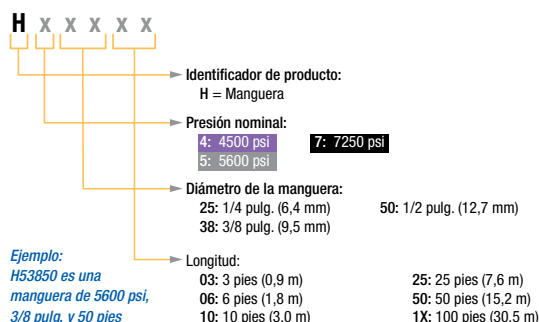 H x x x x x
Identificador de producto:
H = Manguera
Presión nominal:
4: 4500 psi 7: 7250 psi
5: 5600 psi
Diámetro de la manguera:
25: 1/4 pulg. (6,4 mm) 50: 1/2 pulg. (12,7 mm)
38: 3/8 pulg. (9,5 mm)
Longitud:
03: 3 pies (0,9 m) 25: 25 pies (7,6 m)
06: 6 pies (1,8 m) 50: 50 pies (15,2 m)
10: 10 pies (3,0 m) 1X: 100 pies (30,5 m)
Ejemplo:
H53850 es una
manguera de 5600 psi,
3/8 pulg. y 50 pies